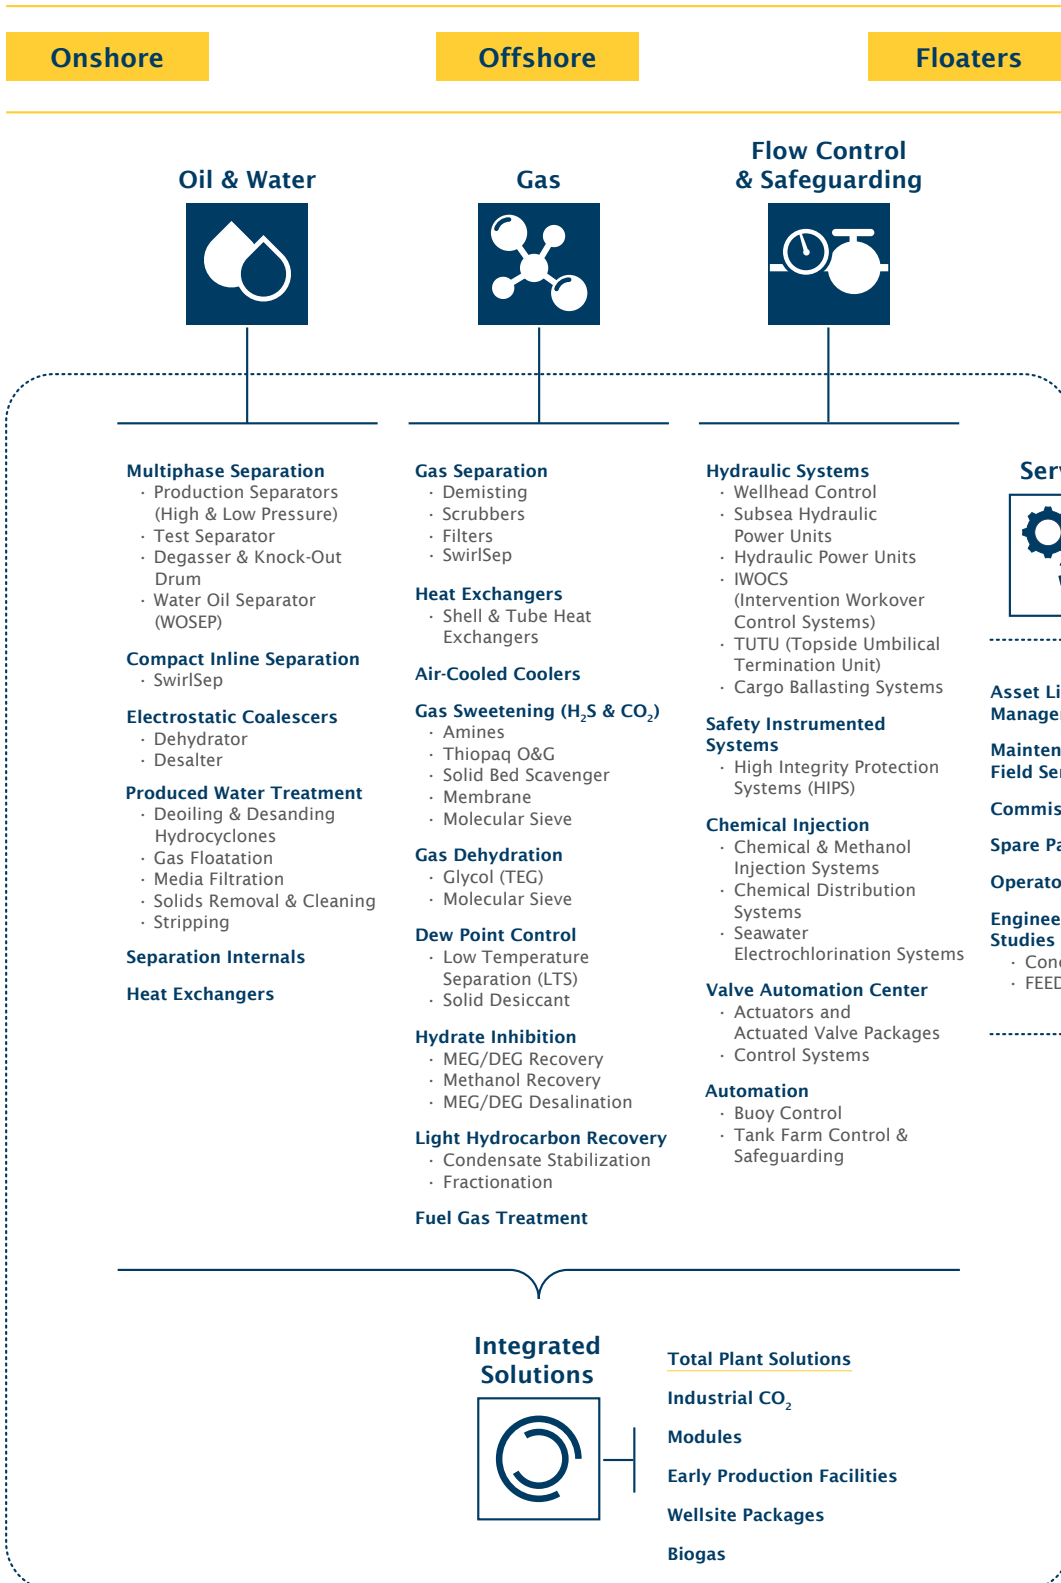 Onshore
Offshore
Floaters
Oil & Water
Gas
Flow Control
& Safeguarding
Multiphase Separation
· Production Separators
(High & Low Pressure)
· Test Separator
· Degasser & Knock-Out
Drum
· Water Oil Separator
(WOSEP)
Compact Inline Separation
· SwirlSep
Electrostatic Coalescers
· Dehydrator
· Desalter
Produced Water Treatment
· Deoiling & Desanding
Hydrocyclones
· Gas Floatation
· Media Filtration
· Solids Removal & Cleaning
· Stripping
Separation Internals
Heat Exchangers
Gas Separation
· Demisting
· Scrubbers
· Filters
· SwirlSep
Heat Exchangers
· Shell & Tube Heat
Exchangers
Air-Cooled Coolers
Gas Sweetening (H₂S & CO₂)
· Amines
· Thiopaq O&G
· Solid Bed Scavenger
· Membrane
· Molecular Sieve
Gas Dehydration
· Glycol (TEG)
· Molecular Sieve
Dew Point Control
· Low Temperature
Separation (LTS)
· Solid Desiccant
Hydrate Inhibition
· MEG/DEG Recovery
· Methanol Recovery
· MEG/DEG Desalination
Light Hydrocarbon Recovery
· Condensate Stabilization
· Fractionation
Fuel Gas Treatment
Hydraulic Systems
· Wellhead Control
· Subsea Hydraulic
Power Units
· Hydraulic Power Units
· IWOCS
(Intervention Workover
Control Systems)
· TUTU (Topside Umbilical
Termination Unit)
· Cargo Ballasting Systems
Safety Instrumented
Systems
· High Integrity Protection
Systems (HIPS)
Chemical Injection
· Chemical & Methanol
Injection Systems
· Chemical Distribution
Systems
· Seawater
Electrochlorination Systems
Valve Automation Center
· Actuators and
Actuated Valve Packages
· Control Systems
Automation
· Buoy Control
· Tank Farm Control &
Safeguarding
Asset
Field
Spare
Studies
· FEED
Integrated
Solutions
Total Plant Solutions
Industrial CO₂
Modules
Early Production Facilities
Wellsite Packages
Biogas